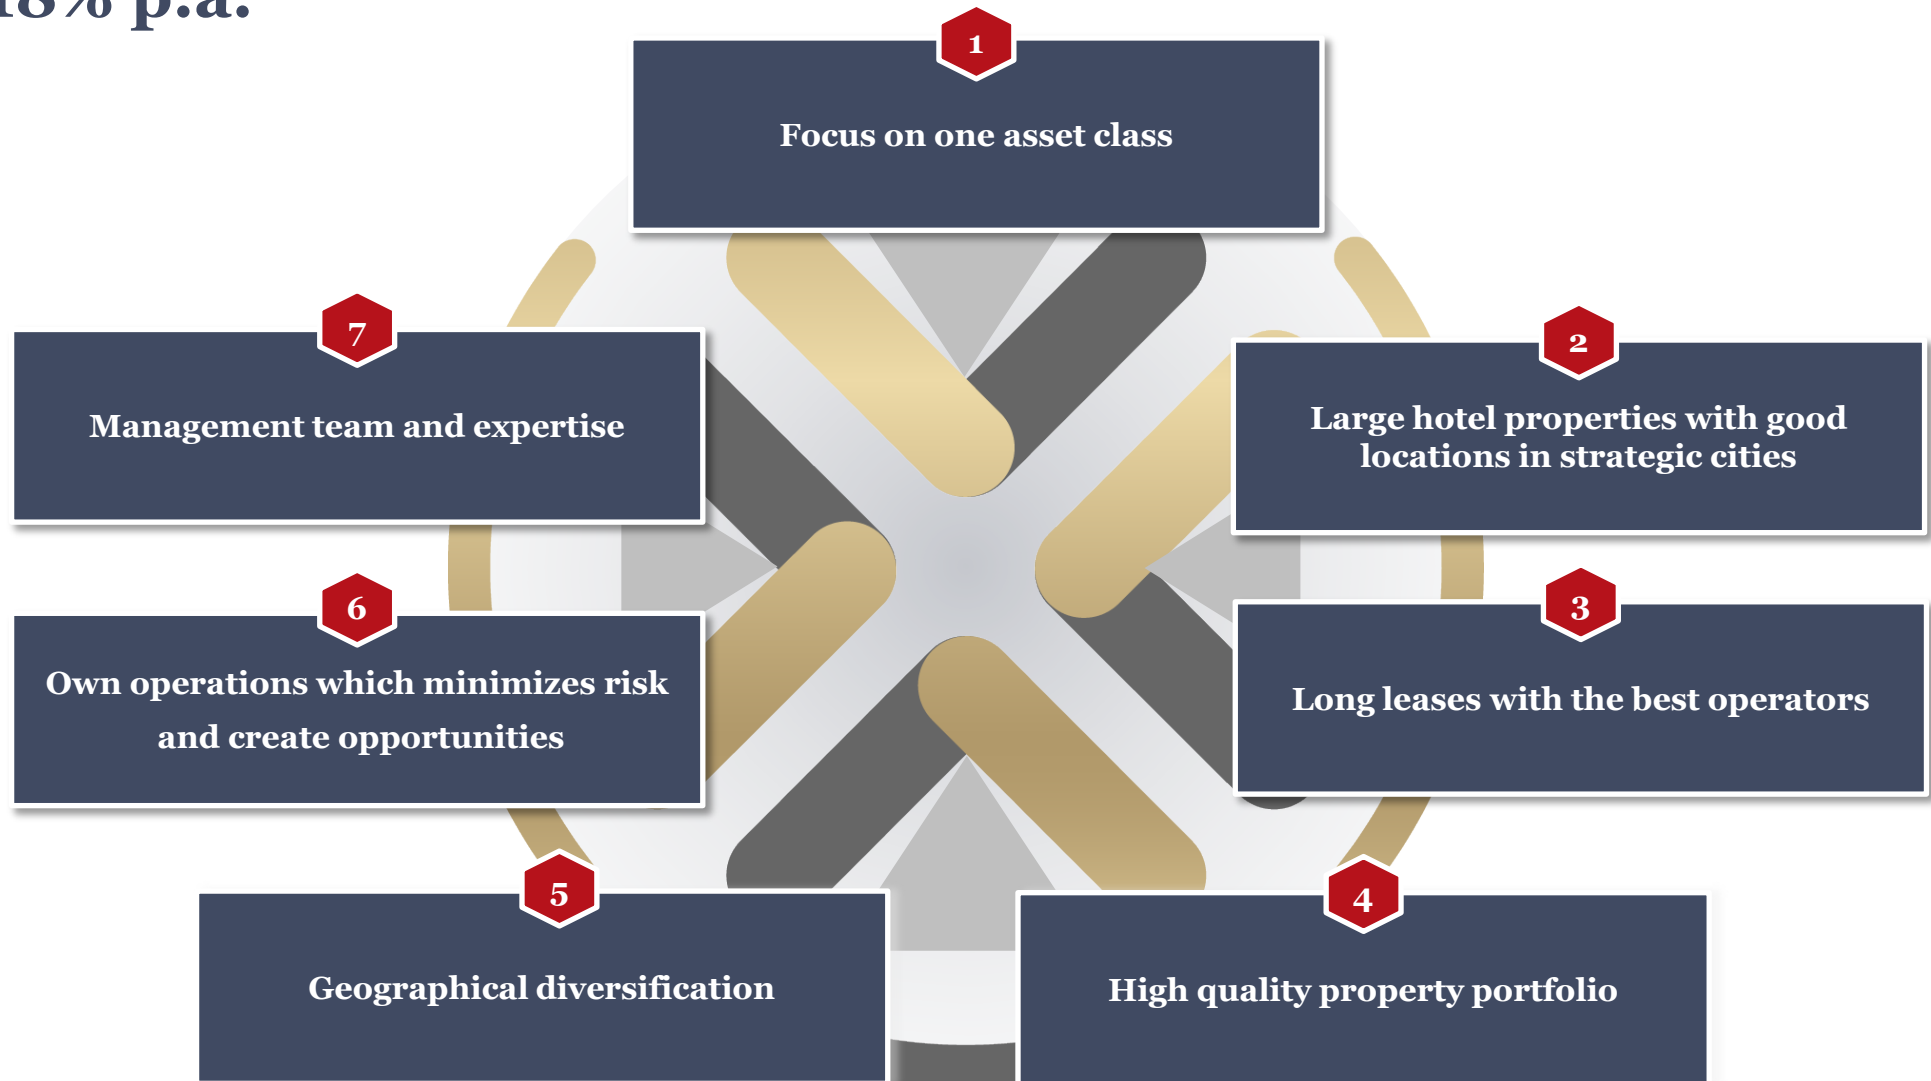 18% p.a.
1
Focus on one asset class
2
Large hotel properties with good
locations in strategic cities
3
Long leases with the best operators
4
High quality property portfolio
5
Geographical diversification
6
Own operations which minimizes risk
and create opportunities
7
Management team and expertise